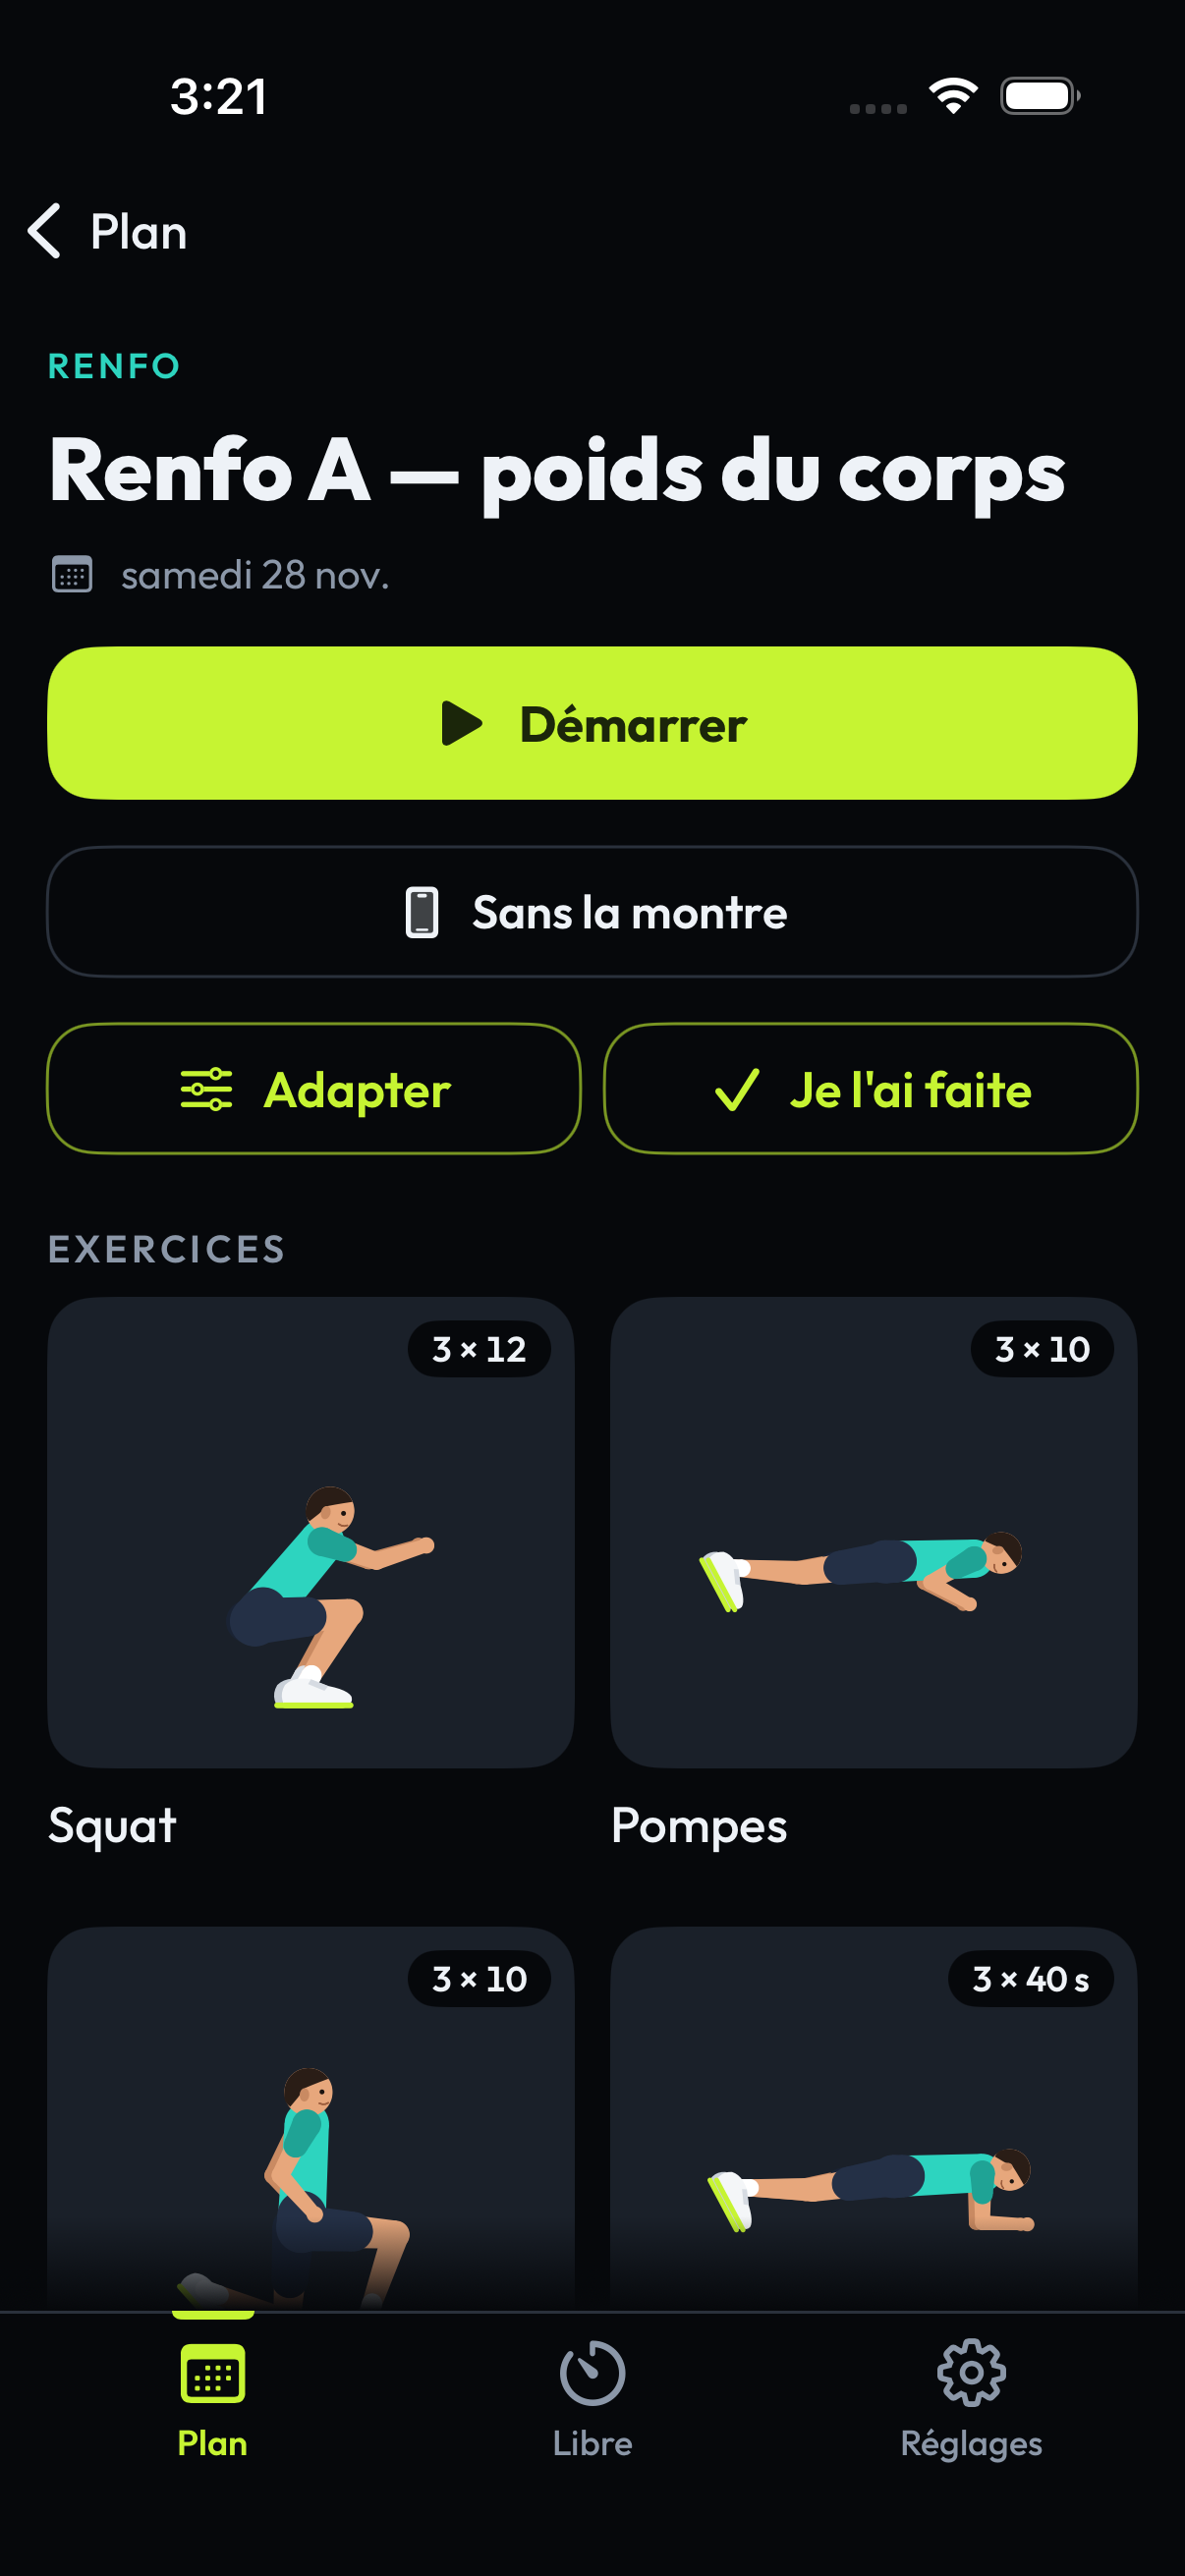 3:21
Plan
RENFO
Renfo A — poids du corps
samedi 28 nov.
Démarrer
Sans la montre
Adapter
Je l'ai faite
EXERCICES
3 × 12
3 × 10
Squat
Pompes
3 × 10
3 × 40 s
Plan
Libre
Réglages